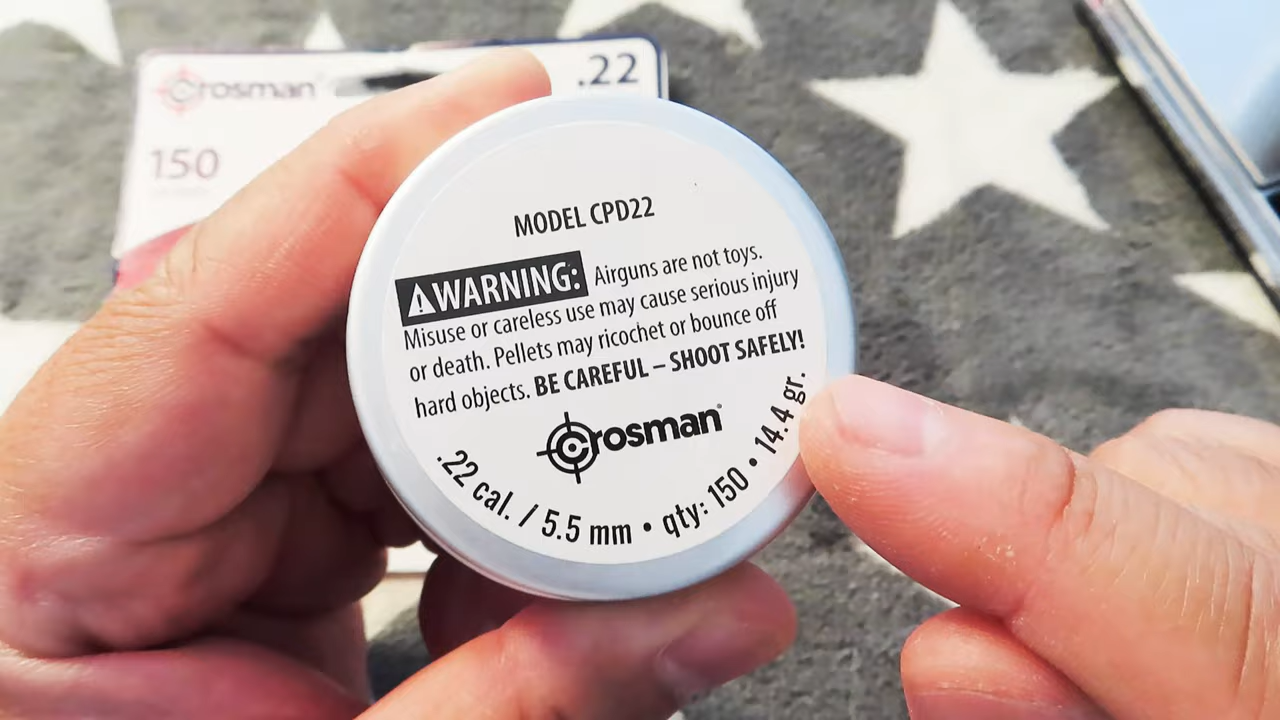 Crosman
.22
150
MODEL CPD22
⚠WARNING: Airguns are not toys.
Misuse or careless use may cause serious injury
or death. Pellets may ricochet or bounce off
hard objects. BE CAREFUL – SHOOT SAFELY!
Crosman®
.22 cal. / 5.5 mm • qty: 150 • 14.4 gr.